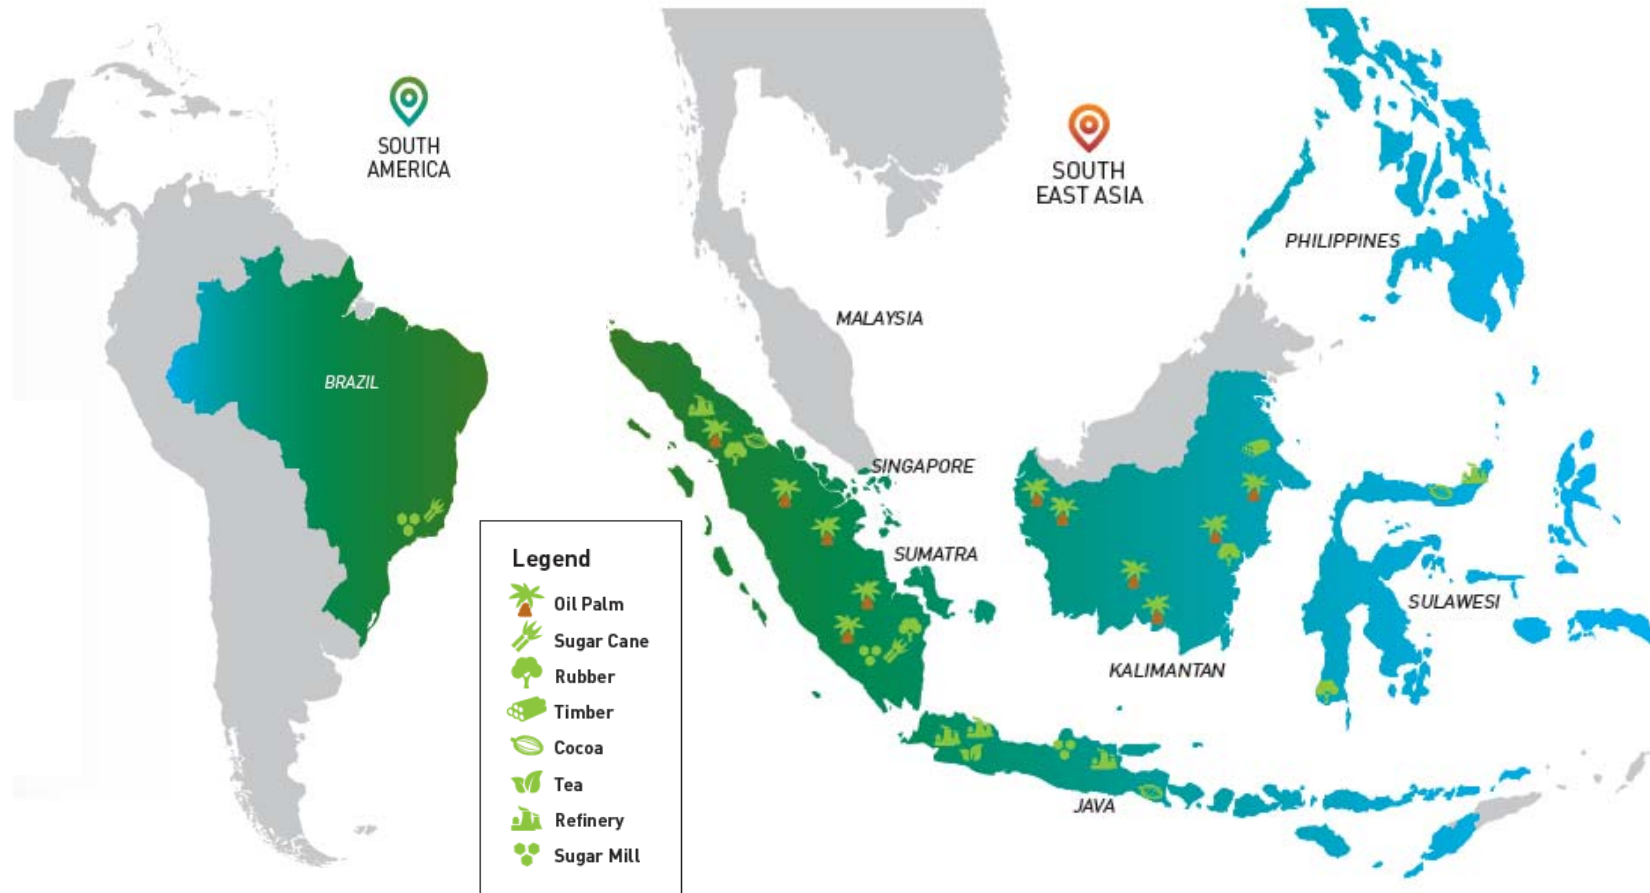 SOUTH
AMERICA
SOUTH
EAST ASIA
PHILIPPINES
MALAYSIA
BRAZIL
SINGAPORE
SUMATRA
SULAWESI
KALIMANTAN
JAVA
Legend
Oil Palm
Sugar Cane
Rubber
Timber
Cocoa
Tea
Refinery
Sugar Mill